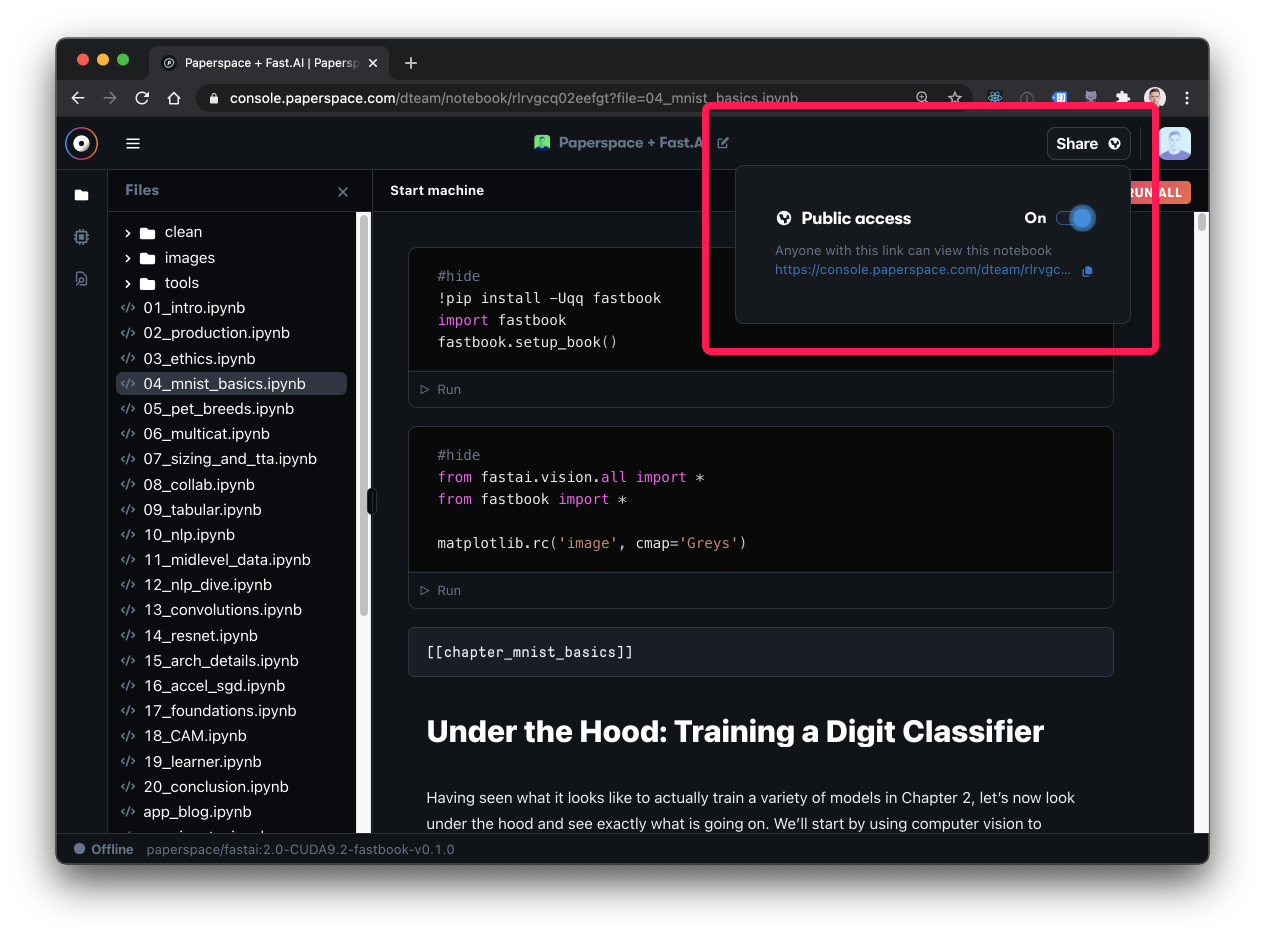 Paperspace + Fast.AI | Papersp
console.paperspace.com/dteam/notebook/rlrvgcq02eefgt?file=04_mnist_basics.ipynb
Paperspace + Fast.A
Share
Files
Start machine
RUN ALL
Public access
On
Anyone with this link can view this notebook
https://console.paperspace.com/dteam/rlrvgc...
clean
images
tools
01_intro.ipynb
02_production.ipynb
03_ethics.ipynb
04_mnist_basics.ipynb
05_pet_breeds.ipynb
06_multicat.ipynb
07_sizing_and_tta.ipynb
08_collab.ipynb
09_tabular.ipynb
10_nlp.ipynb
11_midlevel_data.ipynb
12_nlp_dive.ipynb
13_convolutions.ipynb
14_resnet.ipynb
15_arch_details.ipynb
16_accel_sgd.ipynb
17_foundations.ipynb
18_CAM.ipynb
19_learner.ipynb
20_conclusion.ipynb
app_blog.ipynb
#hide
!pip install -Uqq fastbook
import fastbook
fastbook.setup_book()
Run
#hide
from fastai.vision.all import *
from fastbook import *
matplotlib.rc('image', cmap='Greys')
Run
[[chapter_mnist_basics]]
Under the Hood: Training a Digit Classifier
Having seen what it looks like to actually train a variety of models in Chapter 2, let's now look
under the hood and see exactly what is going on. We'll start by using computer vision to
Offline
paperspace/fastai:2.0-CUDA9.2-fastbook-v0.1.0